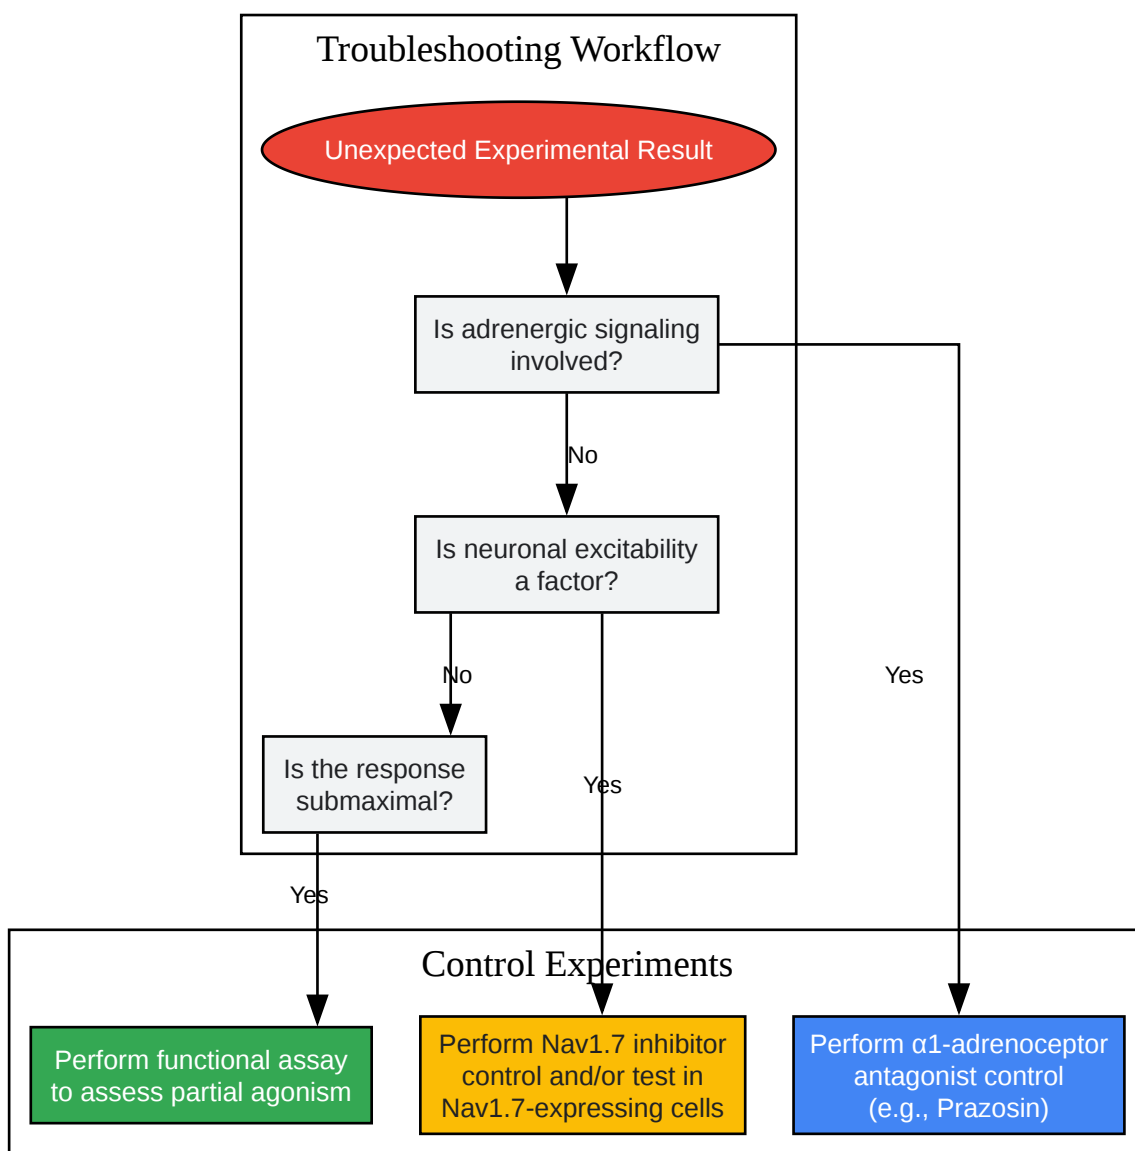 Troubleshooting Workflow
Unexpected Experimental Result
Is adrenergic signaling
involved?
No
Is neuronal excitability
a factor?
No
Yes
Is the response
submaximal?
Yes
Yes
Control Experiments
Perform functional assay
to assess partial agonism
Perform Nav1.7 inhibitor
control and/or test in
Nav1.7-expressing cells
Perform α1-adrenoceptor
antagonist control
(e.g., Prazosin)